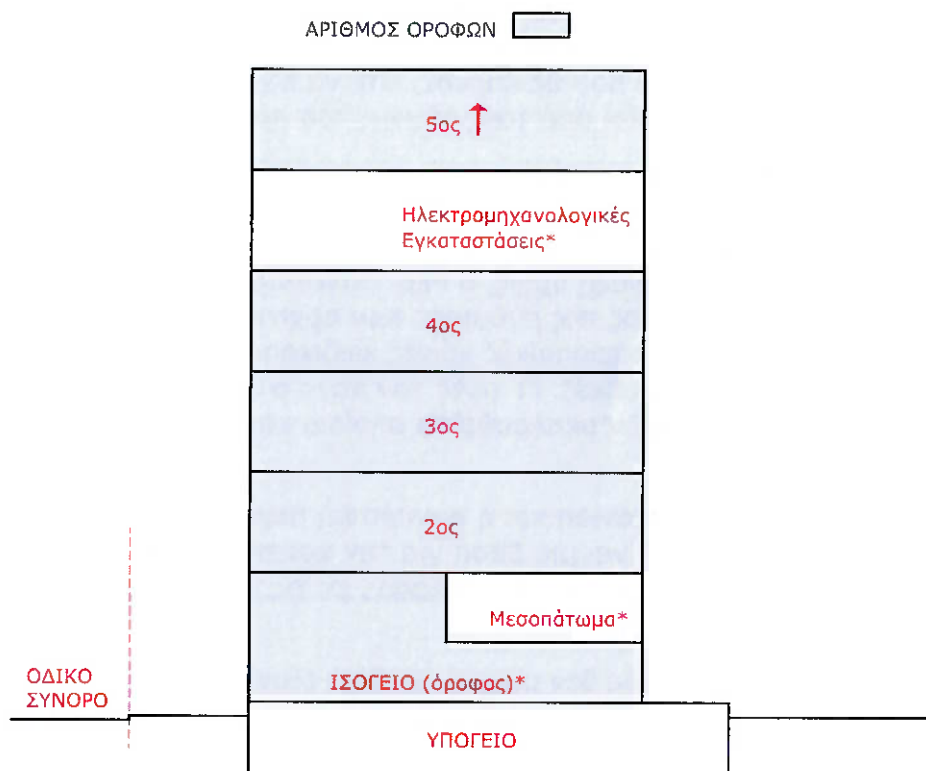 ΑΡΙΘΜΟΣ ΟΡΟΦΩΝ
5ος
Ηλεκτρομηχανολογικές
Εγκαταστάσεις*
4ος
3ος
2ος
Μεσοπάτωμα*
ΙΣΟΓΕΙΟ (όροφος)*
ΟΔΙΚΟ
ΣΥΝΟΡΟ
ΥΠΟΓΕΙΟ